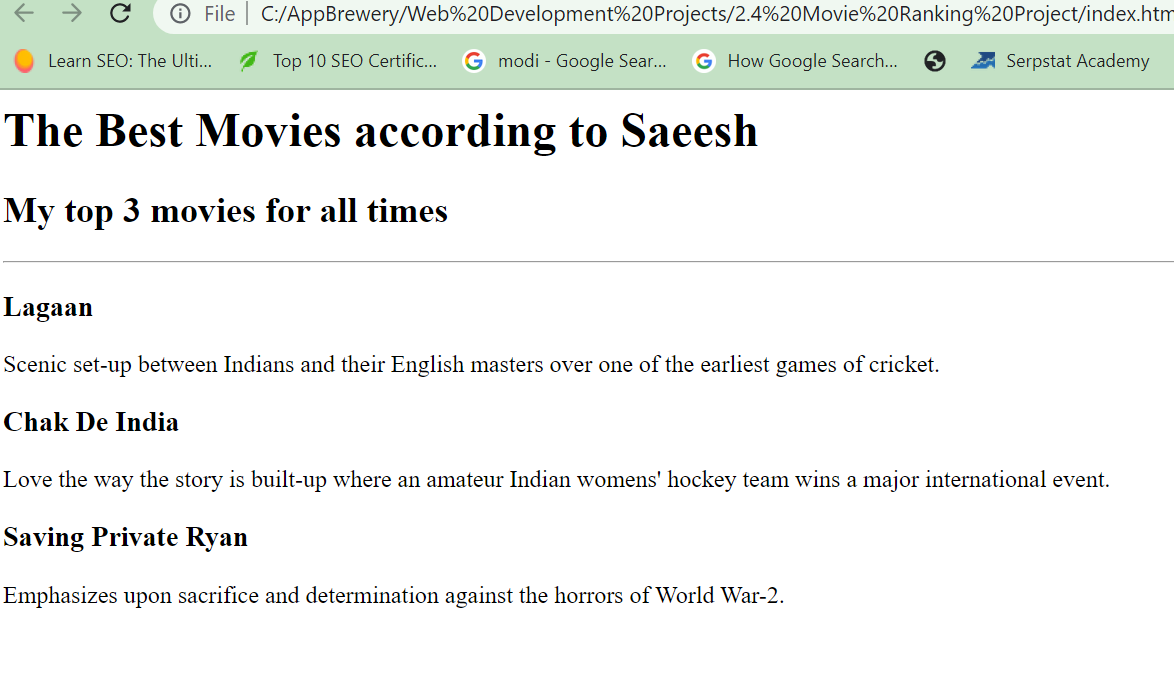 File C:/AppBrewery/Web%20Development%20Projects/2.4%20Movie%20Ranking%20Project/index.htm
Learn SEO: The Ulti... Top 10 SEO Certific... modi - Google Sear... How Google Search... Serpstat Academy
The Best Movies according to Saeesh
My top 3 movies for all times
Lagaan
Scenic set-up between Indians and their English masters over one of the earliest games of cricket.
Chak De India
Love the way the story is built-up where an amateur Indian womens' hockey team wins a major international event.
Saving Private Ryan
Emphasizes upon sacrifice and determination against the horrors of World War-2.